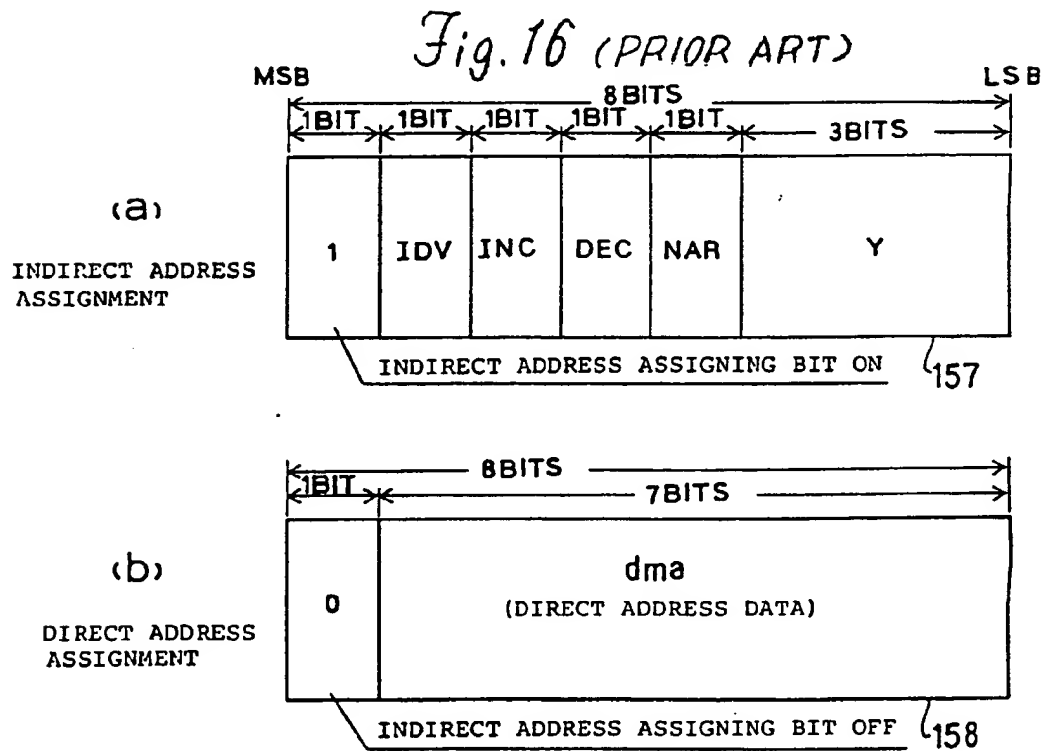 Fig. 16 (PRIOR ART)
MSB LSB
8BITS
1BIT 1BIT 1BIT 1BIT 1BIT 3BITS
(a)
INDIRECT ADDRESS
ASSIGNMENT
1 IDV INC DEC NAR Y
INDIRECT ADDRESS ASSIGNING BIT ON 157
8BITS
1BIT 7BITS
(b)
DIRECT ADDRESS
ASSIGNMENT
0 dma
(DIRECT ADDRESS DATA)
INDIRECT ADDRESS ASSIGNING BIT OFF 158